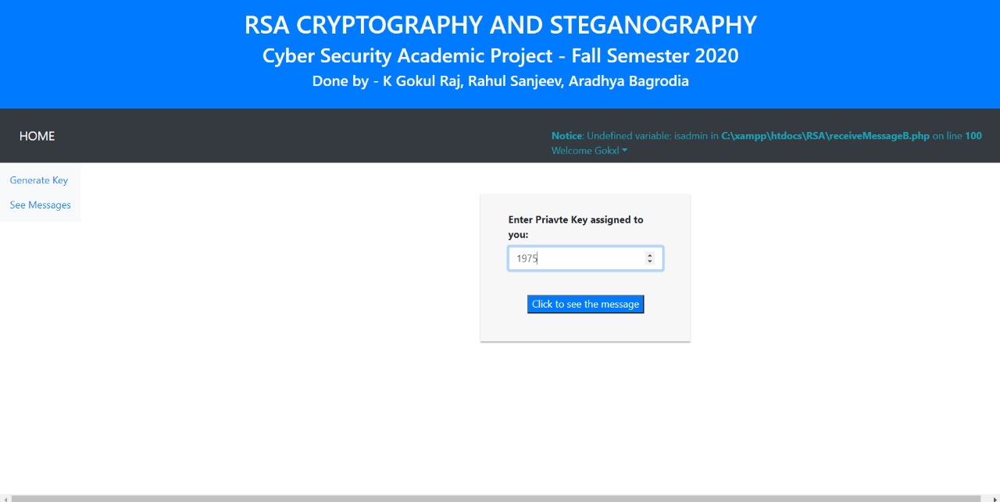 RSA CRYPTOGRAPHY AND STEGANOGRAPHY
Cyber Security Academic Project - Fall Semester 2020
Done by - K Gokul Raj, Rahul Sanjeev, Aradhya Bagrodia
HOME
Notice: Undefined variable: isadmin in C:\xampp\htdocs\RSA\receiveMessageB.php on line 100
Welcome Gokxl
Generate Key
See Messages
Enter Priavte Key assigned to
you:
1975
Click to see the message